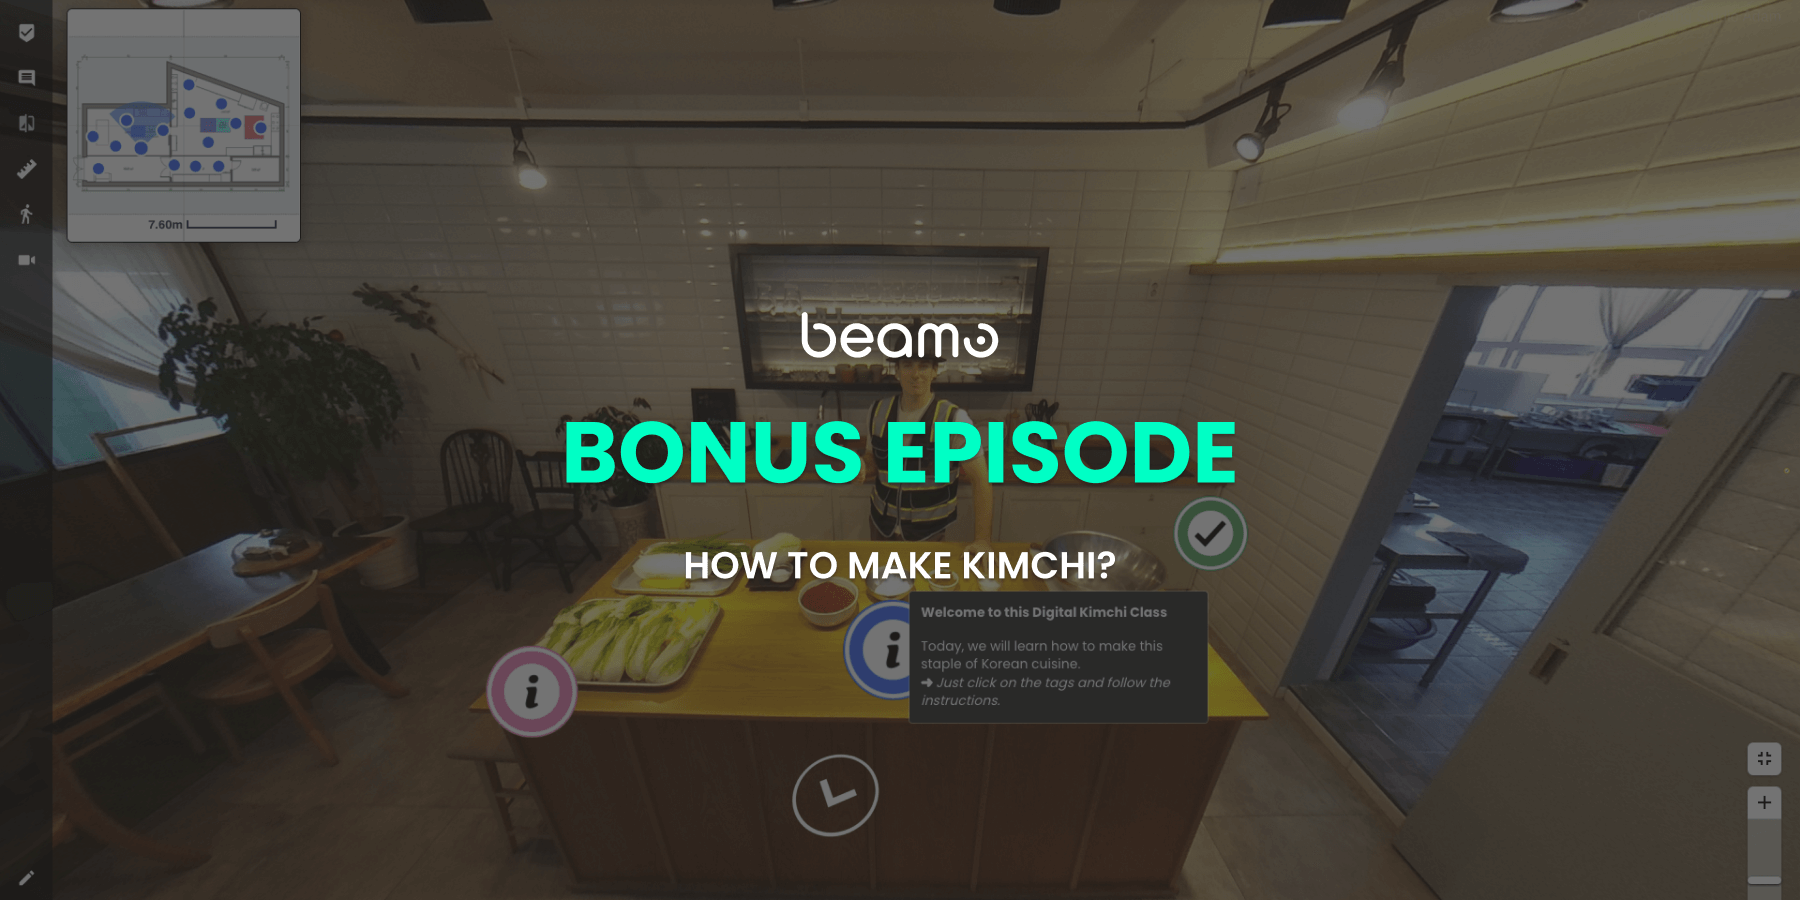 7.60m
beamo
BONUS EPISODE
HOW TO MAKE KIMCHI?
Welcome to this Digital Kimchi Class
Today, we will learn how to make this
staple of Korean cuisine.
➜ Just click on the tags and follow the
instructions.